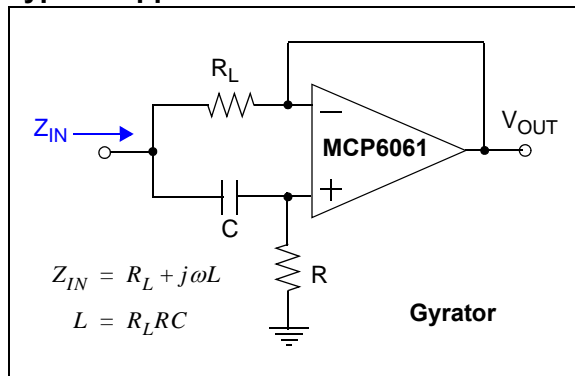 R_L
Z_IN
−
MCP6061
V_OUT
+
C
R
Z_IN = R_L + jωL
L = R_L RC
Gyrator